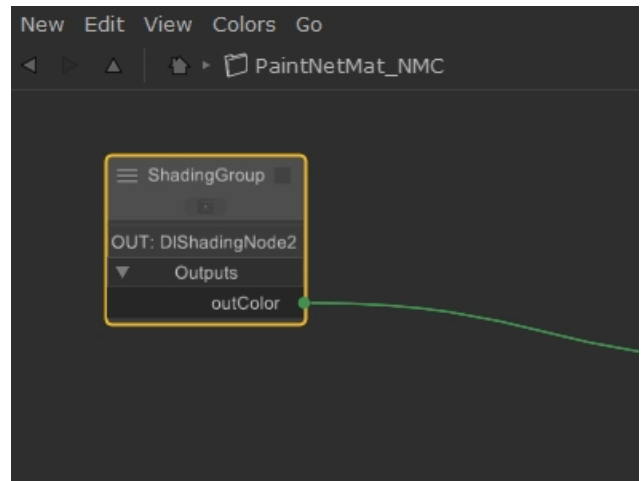 New Edit View Colors Go
PaintNetMat_NMC
ShadingGroup
OUT: DlShadingNode2
Outputs
outColor